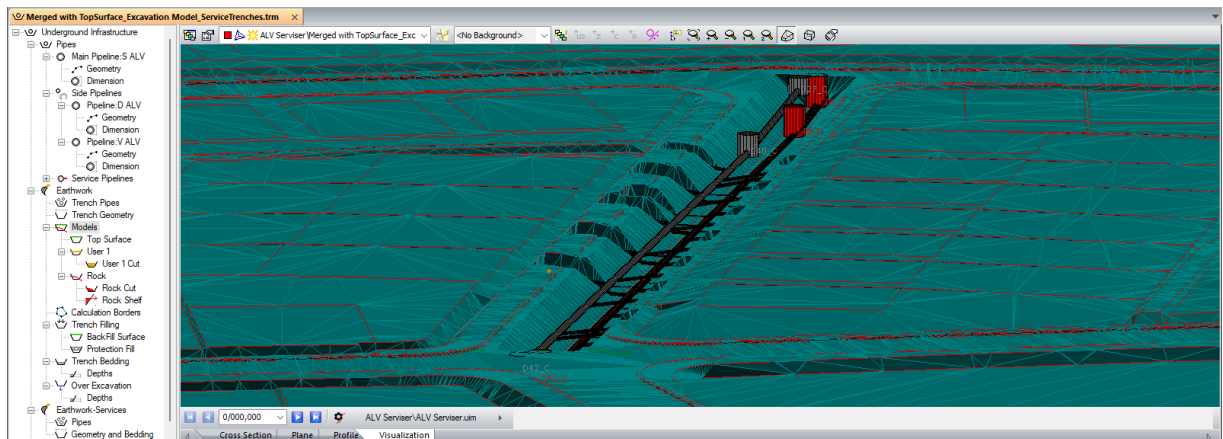 Merged with TopSurface_Excavation Model_ServiceTrenches.trm
Underground Infrastructure
Pipes
Main Pipeline:S ALV
Geometry
Dimension
Side Pipelines
Pipeline:D ALV
Geometry
Dimension
Pipeline:V ALV
Geometry
Dimension
Service Pipelines
Earthwork
Trench Pipes
Trench Geometry
Models
Top Surface
User 1
User 1 Cut
Rock
Rock Cut
Rock Shelf
Calculation Borders
Trench Filling
BackFill Surface
Protection Fill
Trench Bedding
Depths
Over Excavation
Depths
Earthwork-Services
Pipes
Geometry and Bedding
ALV Serviser\Merged with TopSurface_Exc
<No Background>
D42_C
0/000,000
ALV Serviser\ALV Serviser.uim
Cross Section Plane Profile Visualization